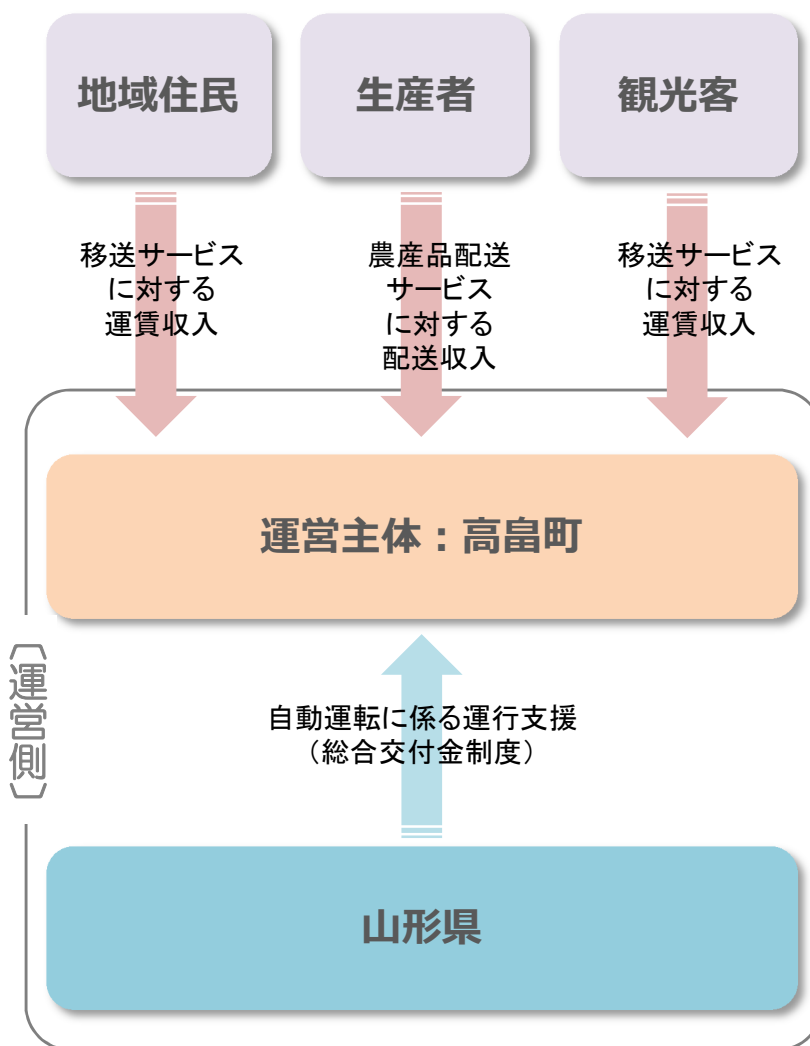 地域住民
生産者
観光客
移送サービス
に対する
運賃収入
農産品配送
サービス
に対する
配送収入
移送サービス
に対する
運賃収入
運営主体：高畠町
〔運営側〕
自動運転に係る運行支援
（総合交付金制度）
山形県